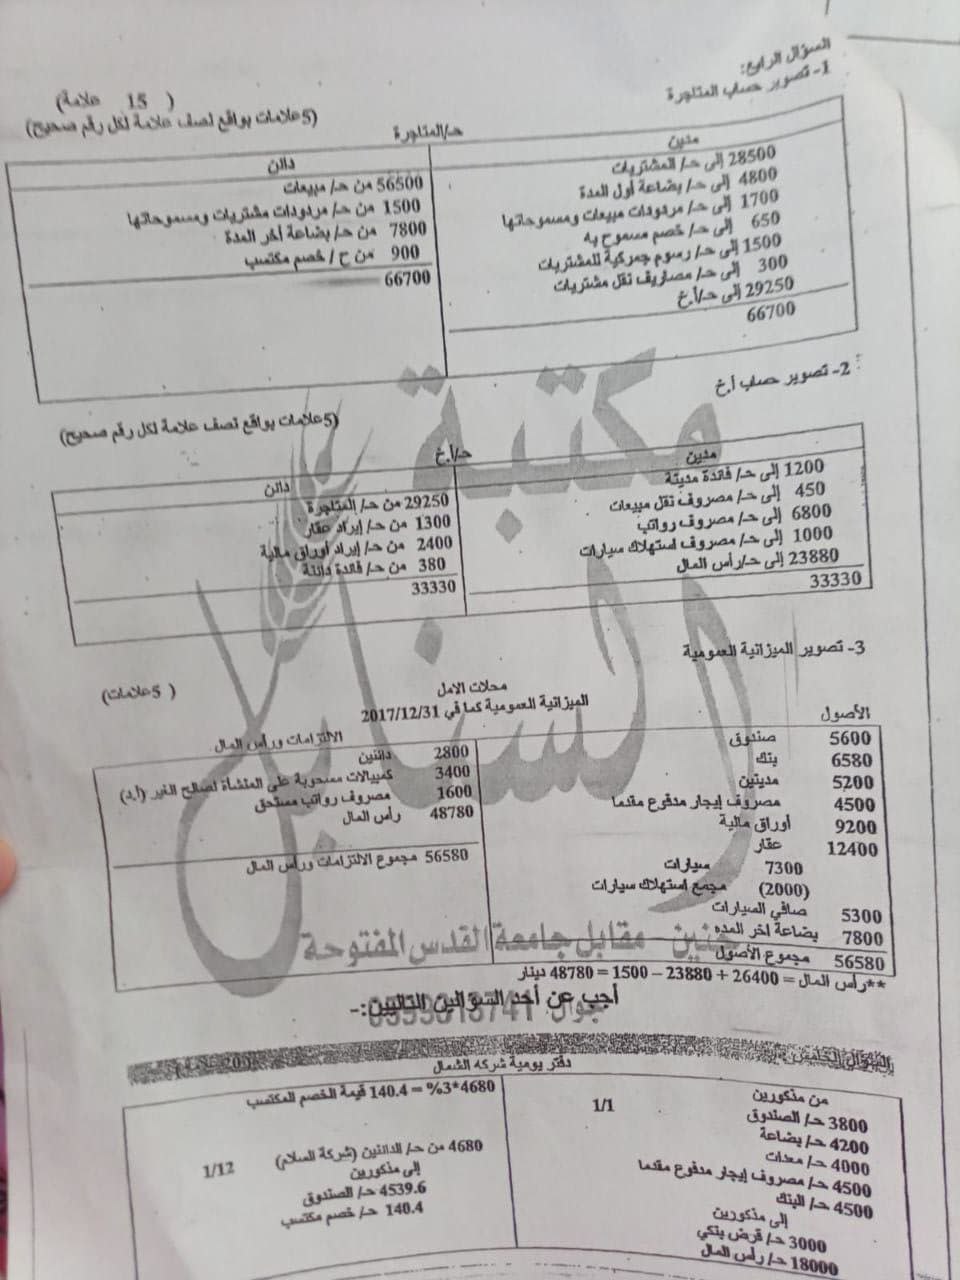 السؤال الرابع:
( 15 علامة)
1- تصوير حساب المتاجرة
(5علامات بواقع نصف علامة لكل رقم صحيح)
ح/المتاجرة
مدين
28500 إلى ح/ المشتريات
4800 إلى ح/ بضاعة أول المدة
1700 إلى ح/ مردودات مبيعات ومسموحاتها
650 إلى ح/ خصم مسموح به
1500 إلى ح/ رسوم جمركية للمشتريات
300 إلى ح/ مصاريف نقل مشتريات
29250 إلى ح/أ.خ
66700
دائن
56500 من ح/ مبيعات
1500 من ح/ مردودات مشتريات ومسموحاتها
7800 من ح/ بضاعة أخر المدة
900 من ح / خصم مكتسب
66700
2- تصوير حساب أ.خ
(5علامات بواقع نصف علامة لكل رقم صحيح)
ح/أ.خ
مدين
1200 إلى ح/ فائدة مدينة
450 إلى ح/ مصروف نقل مبيعات
6800 إلى ح/ مصروف رواتب
1000 إلى ح/ مصروف استهلاك سيارات
23880 إلى ح/رأس المال
33330
دائن
29250 من ح/ المتاجرة
1300 من ح/ إيراد عقار
2400 من ح/ إيراد أوراق مالية
380 من ح/ فائدة دائنة
33330
3- تصوير الميزانية العمومية
( 5علامات)
محلات الامل
الميزانية العمومية كما في 2017/12/31
الأصول
5600 صندوق
6580 بنك
5200 مدينين
4500 مصروف إيجار مدفوع مقدما
9200 أوراق مالية
12400 عقار
7300 سيارات
(2000) مجمع استهلاك سيارات
5300 صافي السيارات
7800 بضاعة اخر المده
56580 مجموع الأصول
الالتزامات ورأس المال
2800 دائنين
3400 كمبيالات مسحوبة على المنشاة لصالح الغير (ا.د)
1600 مصروف رواتب مستحق
48780 رأس المال
56580 مجموع الالتزامات ورأس المال
**رأس المال = 26400 + 23880 – 1500 = 48780 دينار
مكتبة
السنابل
جنين - مقابل جامعة القدس المفتوحة
جوال
أجب عن أحد السؤالين التاليين:-
السؤال الخامس
دفتر يومية شركة الشمال
1/1
من مذكورين
3800 ح/ الصندوق
4200 ح/ بضاعة
4000 ح/ معدات
4500 ح/ مصروف إيجار مدفوع مقدما
4500 ح/ البنك
إلى مذكورين
3000 ح/ قرض بنكي
18000 ح/ رأس المال
4680*3% = 140.4 قيمة الخصم المكتسب
1/12
4680 من ح/ الدائنين (شركة السلام)
إلى مذكورين
4539.6 ح/ الصندوق
140.4 ح/ خصم مكتسب